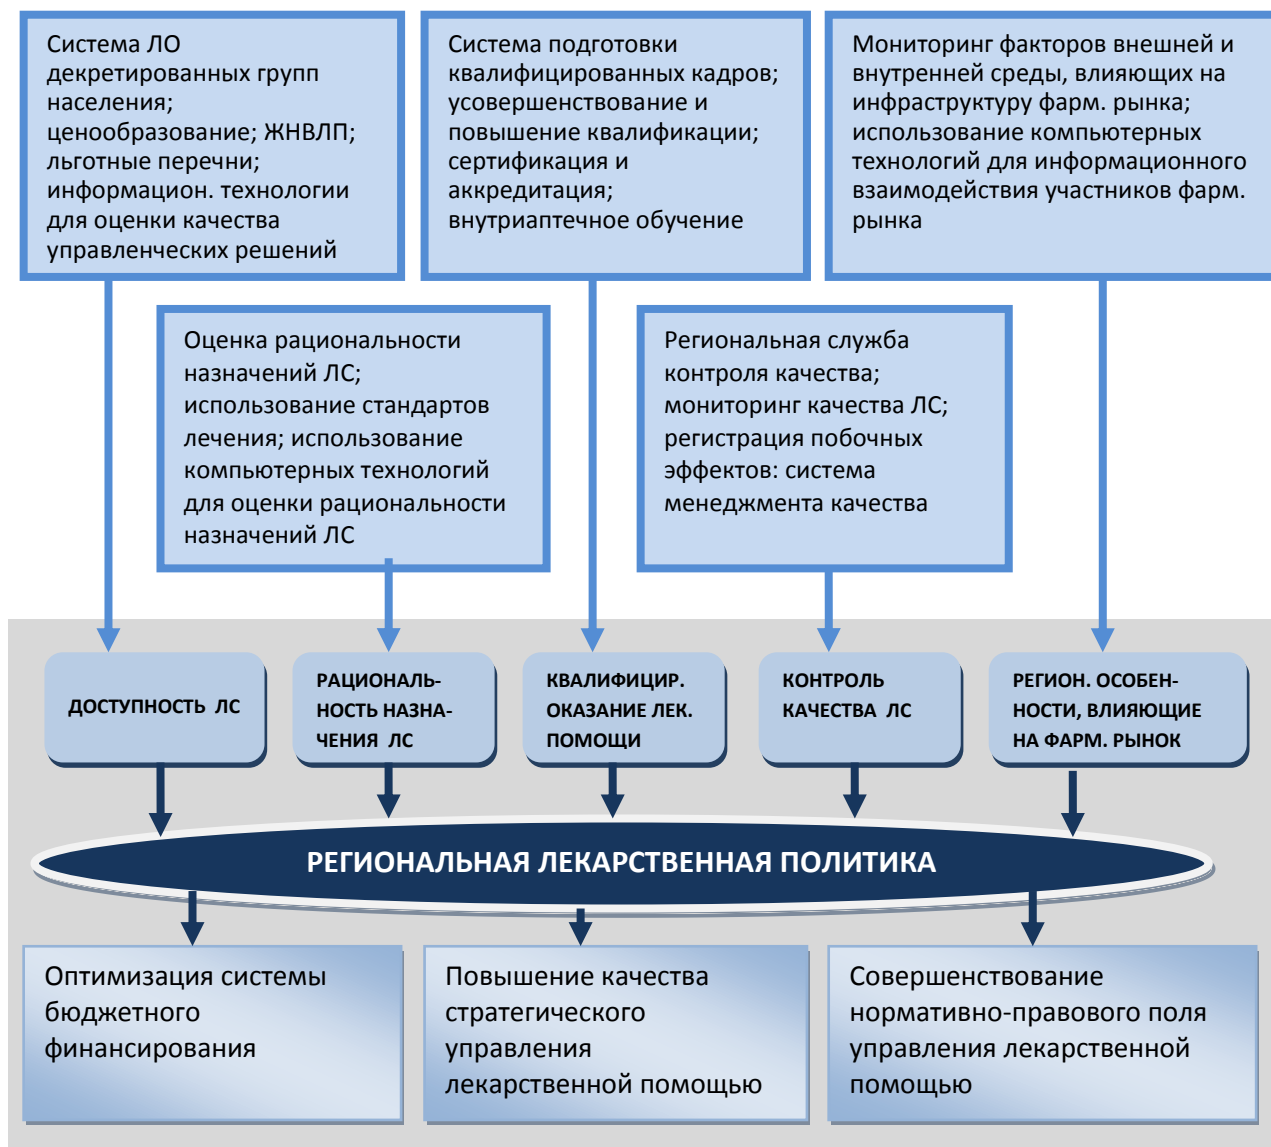 Система ЛО
декретированных групп
населения;
ценообразование; ЖНВЛП;
льготные перечни;
информацион. технологии
для оценки качества
управленческих решений
Система подготовки
квалифицированных кадров;
усовершенствование и
повышение квалификации;
сертификация и
аккредитация;
внутриаптечное обучение
Мониторинг факторов внешней и
внутренней среды, влияющих на
инфраструктуру фарм. рынка;
использование компьютерных
технологий для информационного
взаимодействия участников фарм.
рынка
Оценка рациональности
назначений ЛС;
использование стандартов
лечения; использование
компьютерных технологий
для оценки рациональности
назначений ЛС
Региональная служба
контроля качества;
мониторинг качества ЛС;
регистрация побочных
эффектов: система
менеджмента качества
ДОСТУПНОСТЬ ЛС
РАЦИОНАЛЬ-
НОСТЬ НАЗНА-
ЧЕНИЯ ЛС
КВАЛИФИЦИР.
ОКАЗАНИЕ ЛЕК.
ПОМОЩИ
КОНТРОЛЬ
КАЧЕСТВА ЛС
РЕГИОН. ОСОБЕН-
НОСТИ, ВЛИЯЮЩИЕ
НА ФАРМ. РЫНОК
РЕГИОНАЛЬНАЯ ЛЕКАРСТВЕННАЯ ПОЛИТИКА
Оптимизация системы
бюджетного
финансирования
Повышение качества
стратегического
управления
лекарственной помощью
Совершенствование
нормативно-правового поля
управления лекарственной
помощью